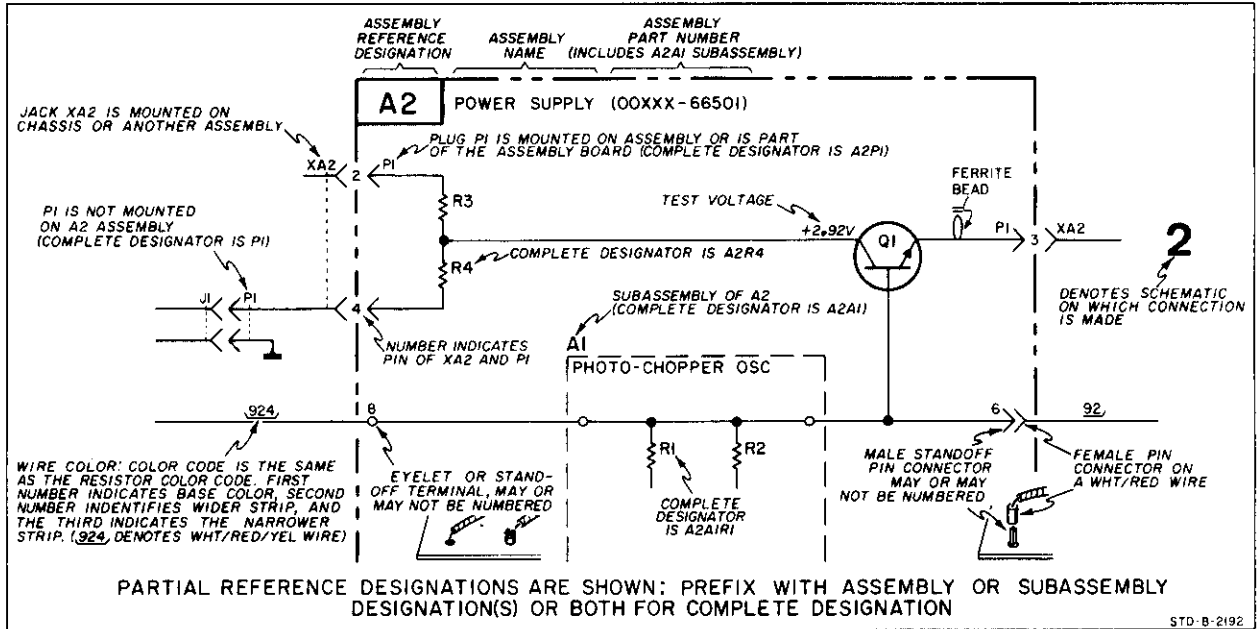 ASSEMBLY
REFERENCE
DESIGNATION
ASSEMBLY
NAME
ASSEMBLY
PART NUMBER
(INCLUDES A2A1 SUBASSEMBLY)
A2
POWER SUPPLY (00XXX-66501)
JACK XA2 IS MOUNTED ON
CHASSIS OR ANOTHER ASSEMBLY
PLUG P1 IS MOUNTED ON ASSEMBLY OR IS PART
OF THE ASSEMBLY BOARD (COMPLETE DESIGNATOR IS A2P1)
XA2
2
P1
R3
P1 IS NOT MOUNTED
ON A2 ASSEMBLY
(COMPLETE DESIGNATOR IS P1)
TEST VOLTAGE
+2.92V
Q1
FERRITE
BEAD
P1
3
XA2
2
DENOTES SCHEMATIC
ON WHICH CONNECTION
IS MADE
R4
COMPLETE DESIGNATOR IS A2R4
J1
P1
4
NUMBER INDICATES
PIN OF XA2 AND P1
SUBASSEMBLY OF A2
(COMPLETE DESIGNATOR IS A2A1)
A1
PHOTO-CHOPPER OSC
924
8
6
92
R1
R2
WIRE COLOR: COLOR CODE IS THE SAME
AS THE RESISTOR COLOR CODE. FIRST
NUMBER INDICATES BASE COLOR, SECOND
NUMBER INDENTIFIES WIDER STRIP, AND
THE THIRD INDICATES THE NARROWER
STRIP. (924, DENOTES WHT/RED/YEL WIRE)
EYELET OR STAND-
OFF TERMINAL, MAY OR
MAY NOT BE NUMBERED
COMPLETE
DESIGNATOR
IS A2A1R1
MALE STANDOFF
PIN CONNECTOR
MAY OR MAY
NOT BE NUMBERED
FEMALE PIN
CONNECTOR ON
A WHT/RED WIRE
PARTIAL REFERENCE DESIGNATIONS ARE SHOWN: PREFIX WITH ASSEMBLY OR SUBASSEMBLY
DESIGNATION(S) OR BOTH FOR COMPLETE DESIGNATION
STD-B-2192